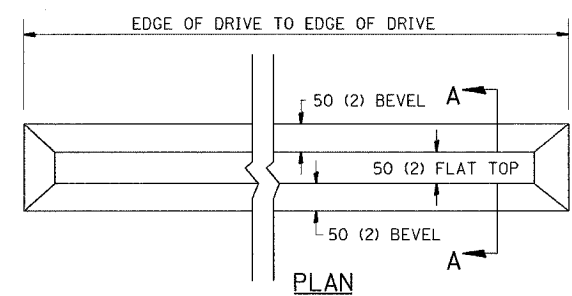 EDGE OF DRIVE TO EDGE OF DRIVE
50 (2) BEVEL
A
50 (2) FLAT TOP
50 (2) BEVEL
A
PLAN